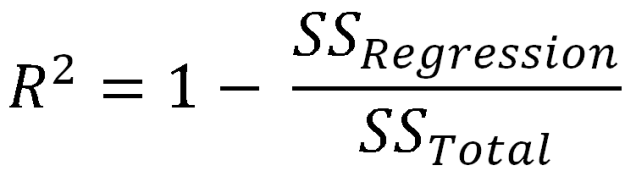 R² = 1 − SS_Regression / SS_Total